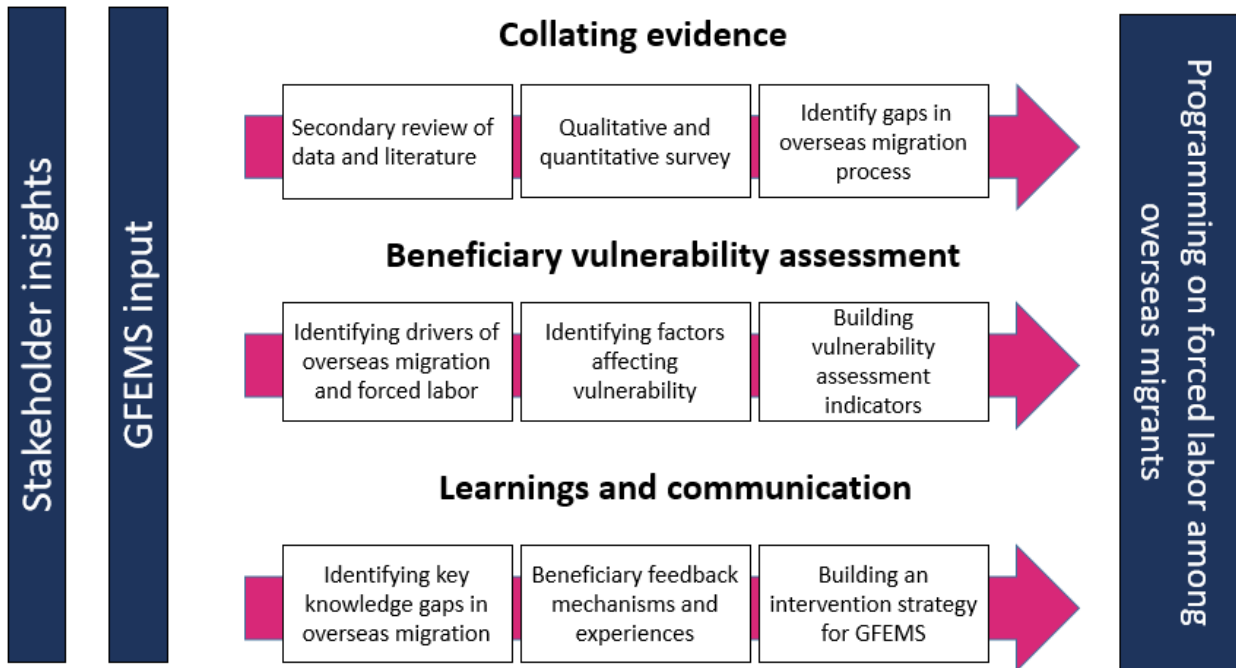 Stakeholder insights
GFEMS input
Collating evidence
Secondary review of
data and literature
Qualitative and
quantitative survey
Identify gaps in
overseas migration
process
Beneficiary vulnerability assessment
Identifying drivers of
overseas migration
and forced labor
Identifying factors
affecting
vulnerability
Building
vulnerability
assessment
indicators
Learnings and communication
Identifying key
knowledge gaps in
overseas migration
Beneficiary feedback
mechanisms and
experiences
Building an
intervention strategy
for GFEMS
Programming on forced labor among
overseas migrants